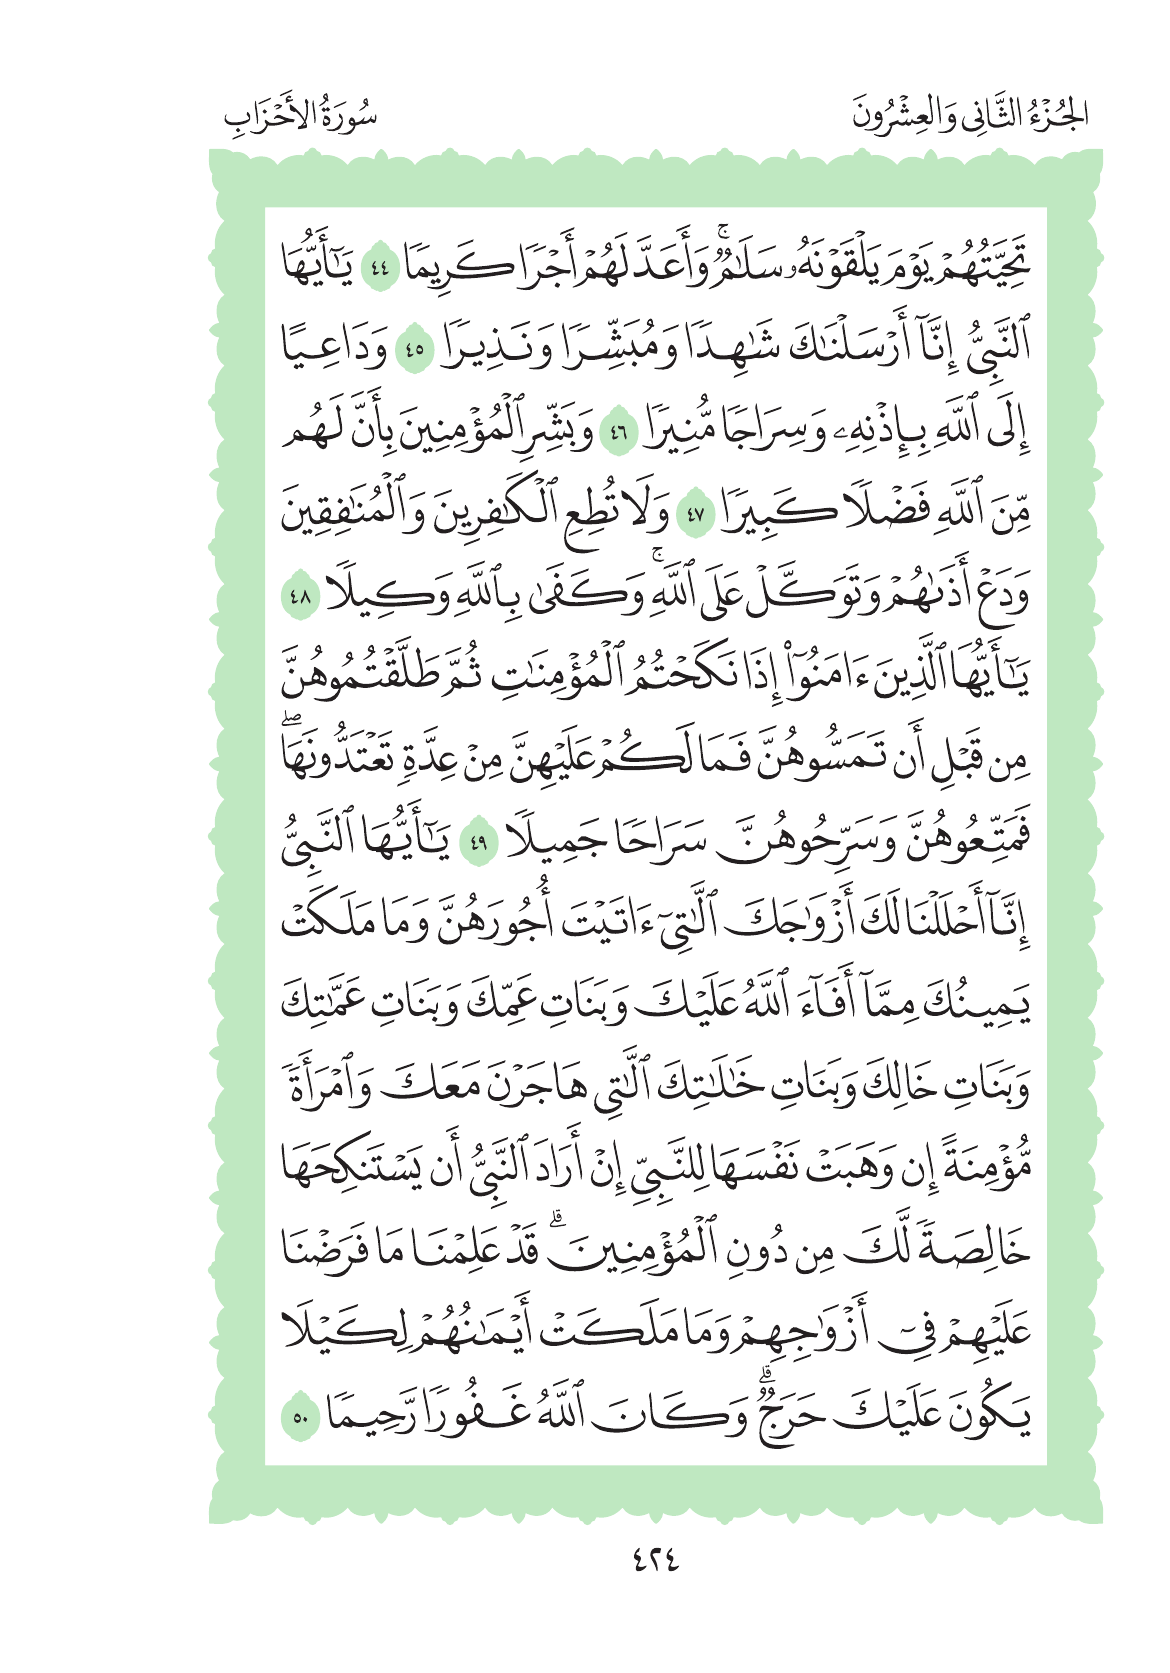 الجُزْءُ الثَّانِي وَالعِشْرُونَ
سُورَةُ الأَحْزَابِ
تَحِيَّتُهُمْ يَوْمَ يَلْقَوْنَهُۥ سَلَٰمٌۚ وَأَعَدَّ لَهُمْ أَجْرًا كَرِيمًا ٤٤ يَٰٓأَيُّهَا
ٱلنَّبِيُّ إِنَّآ أَرْسَلْنَٰكَ شَٰهِدًا وَمُبَشِّرًا وَنَذِيرًا ٤٥ وَدَاعِيًا
إِلَى ٱللَّهِ بِإِذْنِهِۦ وَسِرَاجًا مُّنِيرًا ٤٦ وَبَشِّرِ ٱلْمُؤْمِنِينَ بِأَنَّ لَهُم
مِّنَ ٱللَّهِ فَضْلًا كَبِيرًا ٤٧ وَلَا تُطِعِ ٱلْكَٰفِرِينَ وَٱلْمُنَٰفِقِينَ
وَدَعْ أَذَىٰهُمْ وَتَوَكَّلْ عَلَى ٱللَّهِۚ وَكَفَىٰ بِٱللَّهِ وَكِيلًا ٤٨
يَٰٓأَيُّهَا ٱلَّذِينَ ءَامَنُوٓا۟ إِذَا نَكَحْتُمُ ٱلْمُؤْمِنَٰتِ ثُمَّ طَلَّقْتُمُوهُنَّ
مِن قَبْلِ أَن تَمَسُّوهُنَّ فَمَا لَكُمْ عَلَيْهِنَّ مِنْ عِدَّةٍ تَعْتَدُّونَهَاۖ
فَمَتِّعُوهُنَّ وَسَرِّحُوهُنَّ سَرَاحًا جَمِيلًا ٤٩ يَٰٓأَيُّهَا ٱلنَّبِيُّ
إِنَّآ أَحْلَلْنَا لَكَ أَزْوَٰجَكَ ٱلَّٰتِيٓ ءَاتَيْتَ أُجُورَهُنَّ وَمَا مَلَكَتْ
يَمِينُكَ مِمَّآ أَفَآءَ ٱللَّهُ عَلَيْكَ وَبَنَاتِ عَمِّكَ وَبَنَاتِ عَمَّٰتِكَ
وَبَنَاتِ خَالِكَ وَبَنَاتِ خَٰلَٰتِكَ ٱلَّٰتِي هَاجَرْنَ مَعَكَ وَٱمْرَأَةً
مُّؤْمِنَةً إِن وَهَبَتْ نَفْسَهَا لِلنَّبِيِّ إِنْ أَرَادَ ٱلنَّبِيُّ أَن يَسْتَنكِحَهَا
خَالِصَةً لَّكَ مِن دُونِ ٱلْمُؤْمِنِينَۗ قَدْ عَلِمْنَا مَا فَرَضْنَا
عَلَيْهِمْ فِيٓ أَزْوَٰجِهِمْ وَمَا مَلَكَتْ أَيْمَٰنُهُمْ لِكَيْلَا
يَكُونَ عَلَيْكَ حَرَجٌۗ وَكَانَ ٱللَّهُ غَفُورًا رَّحِيمًا ٥٠
٤٢٤